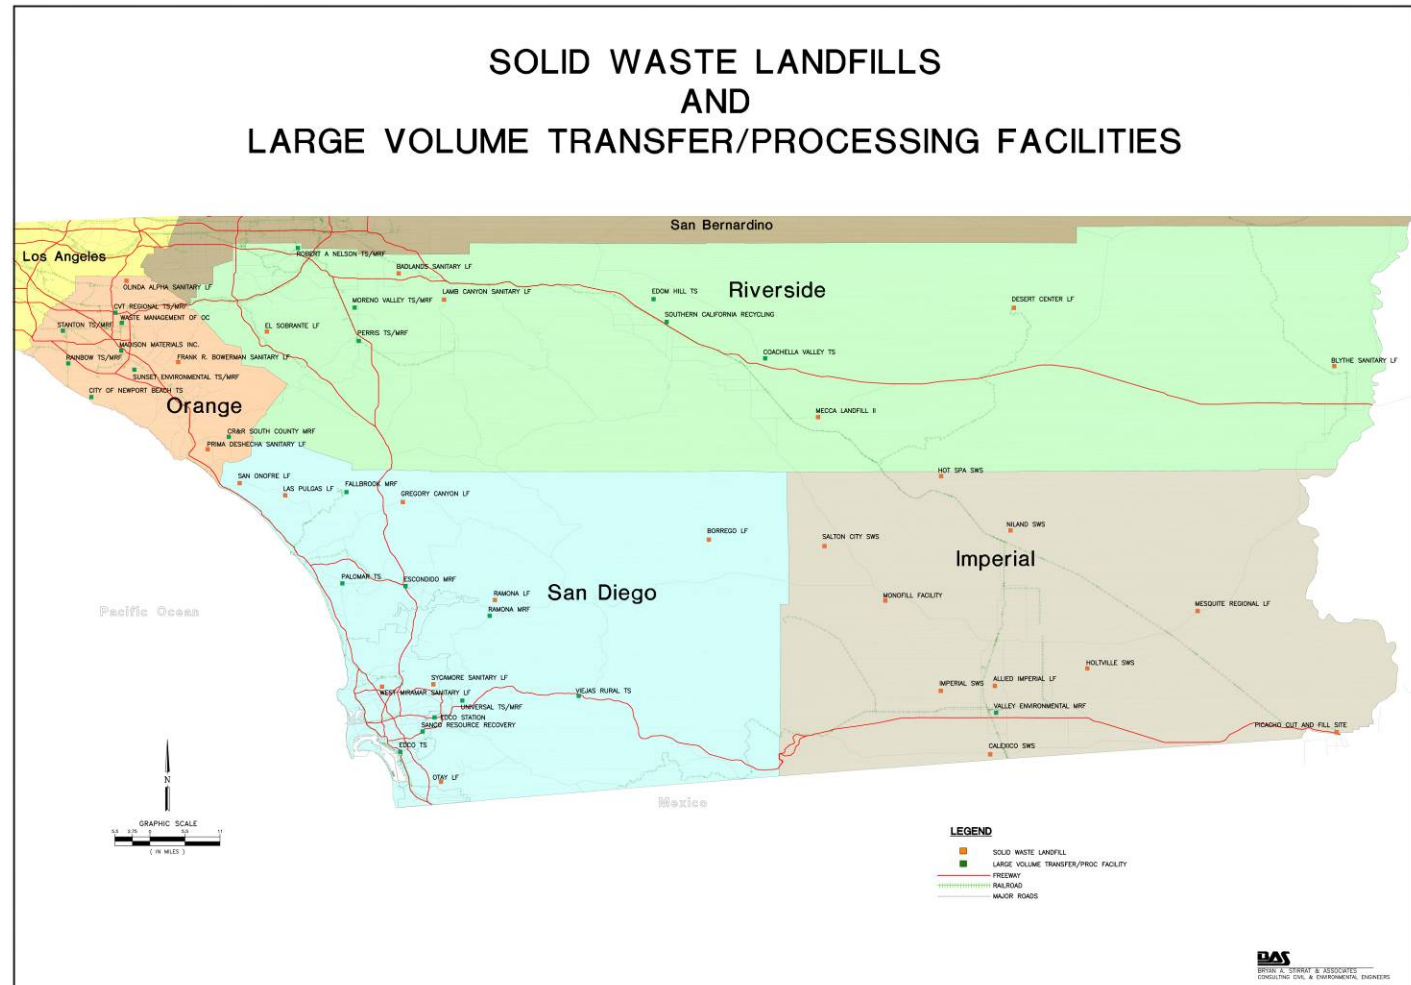 SOLID WASTE LANDFILLS
AND
LARGE VOLUME TRANSFER/PROCESSING FACILITIES
San Bernardino
Los Angeles
ROBERT A NELSON TS/MRF
BADLANDS SANITARY LF
OLINDA ALPHA SANITARY LF
LAMB CANYON SANITARY LF
EDOM HILL TS
Riverside
MORENO VALLEY TS/MRF
DESERT CENTER LF
CVT REGIONAL TS/MRF
WASTE MANAGEMENT OF OC
SOUTHERN CALIFORNIA RECYCLING
STANTON TS/MRF
EL SOBRANTE LF
PERRIS TS/MRF
MADISON MATERIALS INC.
COACHELLA VALLEY TS
RAINBOW TS/MRF
FRANK R. BOWERMAN SANITARY LF
BLYTHE SANITARY LF
SUNSET ENVIRONMENTAL TS/MRF
CITY OF NEWPORT BEACH TS
Orange
MECCA LANDFILL II
CR&R SOUTH COUNTY MRF
PRIMA DESHECHA SANITARY LF
HOT SPA SWS
SAN ONOFRE LF
LAS PULGAS LF
FALLBROOK MRF
GREGORY CANYON LF
NILAND SWS
BORREGO LF
SALTON CITY SWS
Imperial
PALOMAR TS
ESCONDIDO MRF
RAMONA LF
San Diego
MONOFILL FACILITY
RAMONA MRF
MESQUITE REGIONAL LF
Pacific Ocean
HOLTVILLE SWS
SYCAMORE SANITARY LF
IMPERIAL SWS
ALLIED IMPERIAL LF
WEST MIRAMAR SANITARY LF
VIEJAS RURAL TS
UNIVERSAL TS/MRF
VALLEY ENVIRONMENTAL MRF
EDCO STATION
SANCO RESOURCE RECOVERY
PICACHO CUT AND FILL SITE
EDCO TS
CALEXICO SWS
OTAY LF
N
Mexico
GRAPHIC SCALE
5.5 2.75 0 5.5 11
( IN MILES )
LEGEND
SOLID WASTE LANDFILL
LARGE VOLUME TRANSFER/PROC FACILITY
FREEWAY
RAILROAD
MAJOR ROADS
BAS
BRYAN A. STIRRAT & ASSOCIATES
CONSULTING CIVIL & ENVIRONMENTAL ENGINEERS